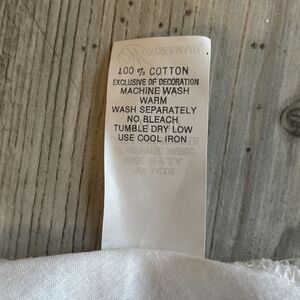 100 % COTTON
EXCLUSIVE OF DECORATION
MACHINE WASH
WARM
WASH SEPARATELY
NO BLEACH
TUMBLE DRY LOW
USE COOL IRON